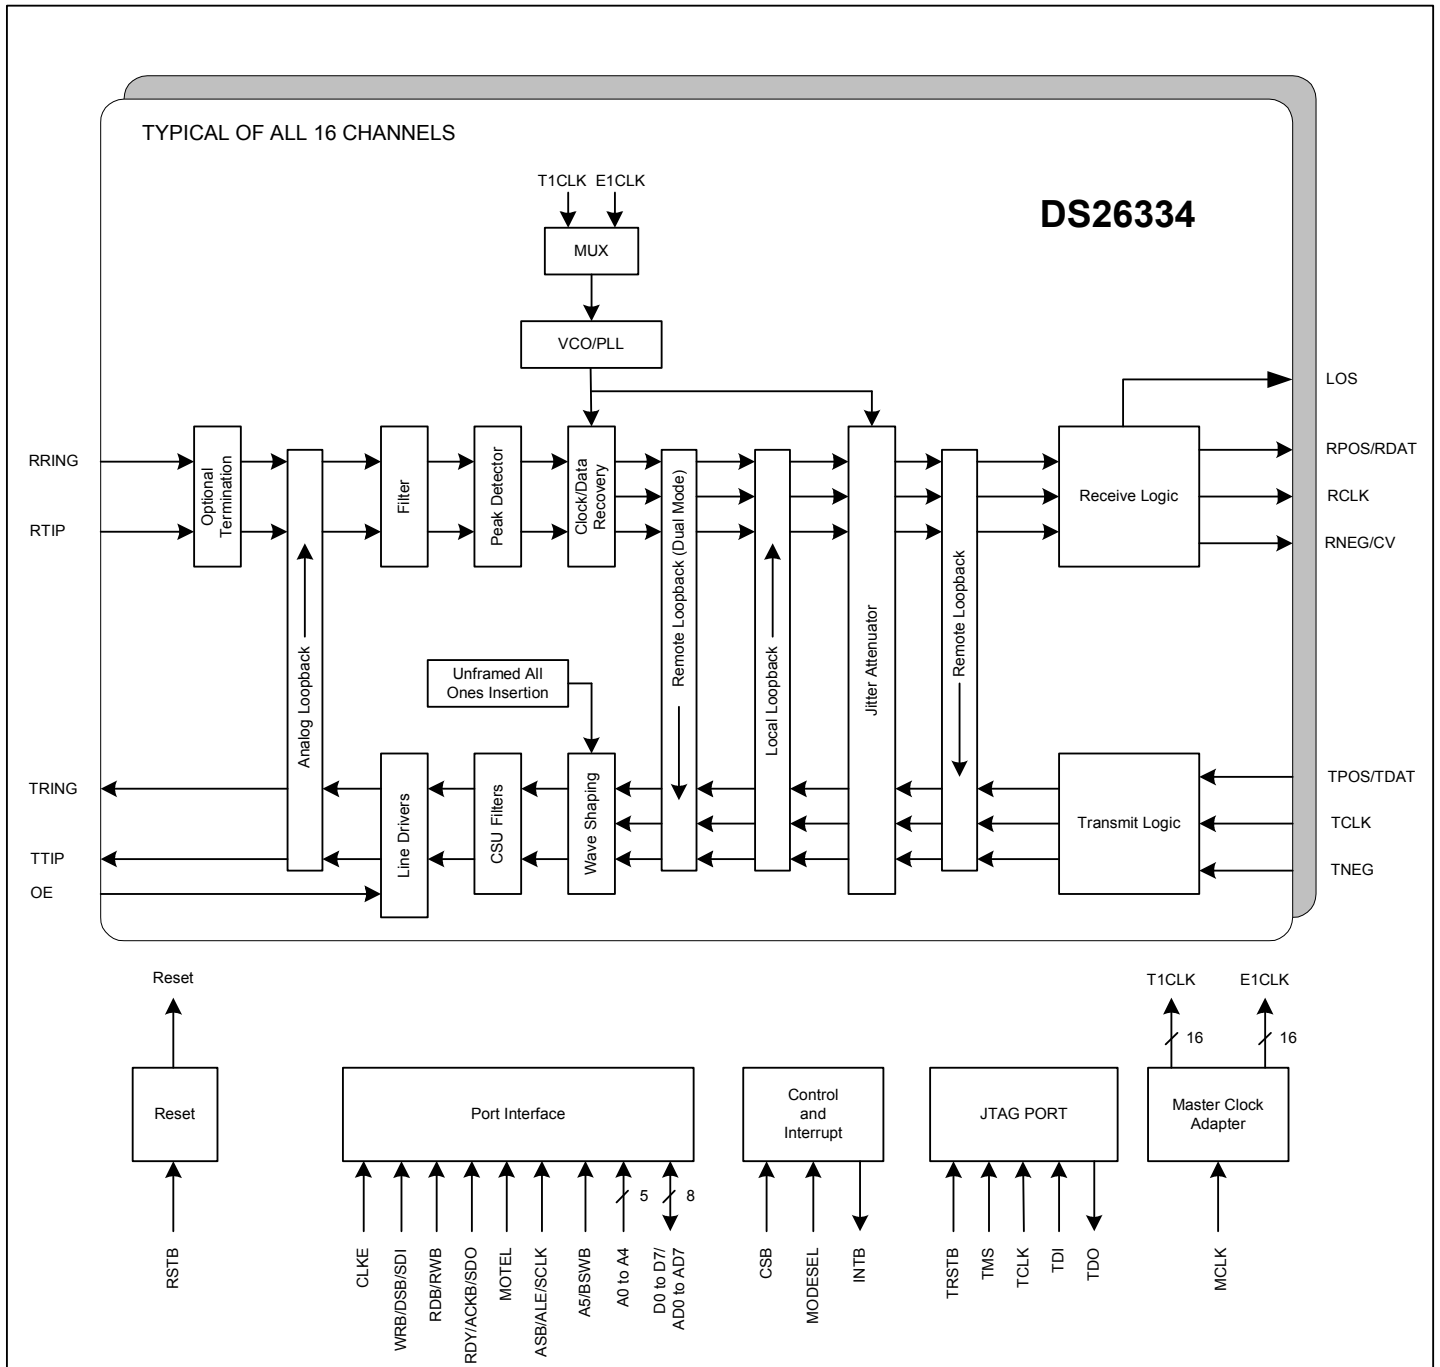 TYPICAL OF ALL 16 CHANNELS
T1CLK E1CLK
DS26334
MUX
VCO/PLL
LOS
RRING
RTIP
Optional
Termination
Analog Loopback
Filter
Peak Detector
Clock/Data
Recovery
Remote Loopback (Dual Mode)
Local Loopback
Jitter Attenuator
Remote Loopback
Receive Logic
RPOS/RDAT
RCLK
RNEG/CV
Unframed All
Ones Insertion
TRING
TTIP
OE
Line Drivers
CSU Filters
Wave Shaping
Transmit Logic
TPOS/TDAT
TCLK
TNEG
Reset
T1CLK
E1CLK
16
16
Reset
Port Interface
Control
and
Interrupt
JTAG PORT
Master Clock
Adapter
5
8
RSTB
CLKE
WRB/DSB/SDI
RDB/RWB
RDY/ACKB/SDO
MOTEL
ASB/ALE/SCLK
A5/BSWB
A0 to A4
D0 to D7/
AD0 to AD7
CSB
MODESEL
INTB
TRSTB
TMS
TCLK
TDI
TDO
MCLK